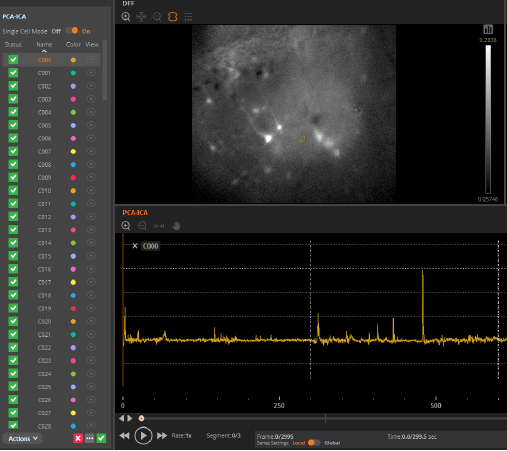 PCA-ICA
Single Cell Mode Off On
Status Name Color View
C000
C001
C002
C003
C004
C005
C006
C007
C008
C009
C010
C011
C012
C013
C014
C015
C016
C017
C018
C019
C020
C021
C022
C023
C024
C025
C026
C027
C028
Actions
DFF
0.2836
0.05746
PCA-ICA
C000
0 250 500
Rate:1x Segment:0/3
Frame:0/2995 Time:0.0/299.5 sec
Series Settings: Local Global